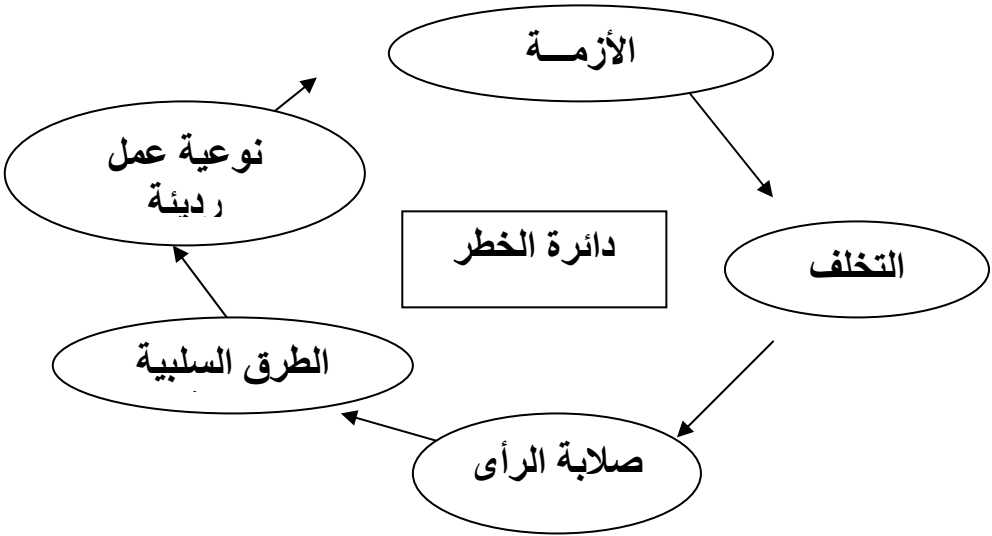 الأزمـــة
نوعية عمل
رديئة
دائرة الخطر
التخلف
الطرق السلبية
صلابة الرأى